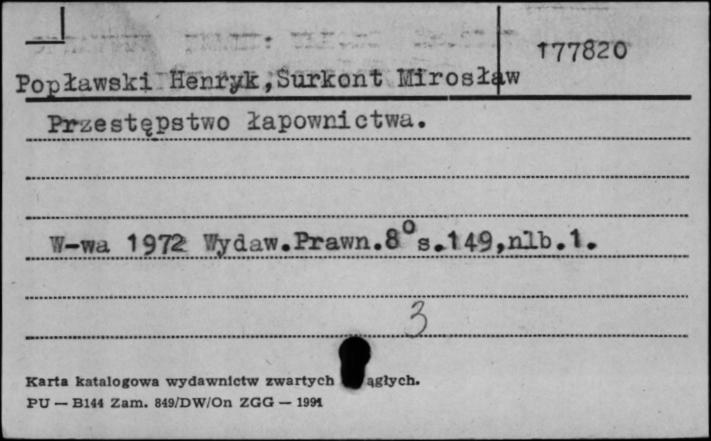 177820
Popławski Henryk,Surkont Mirosław
Przestępstwo łapownictwa.
W-wa 1972 Wydaw.Prawn.8° s.149,nlb.1.
3
Karta katalogowa wydawnictw zwartych ągłych.
PU — B144 Zam. 849/DW/On ZGG — 1991